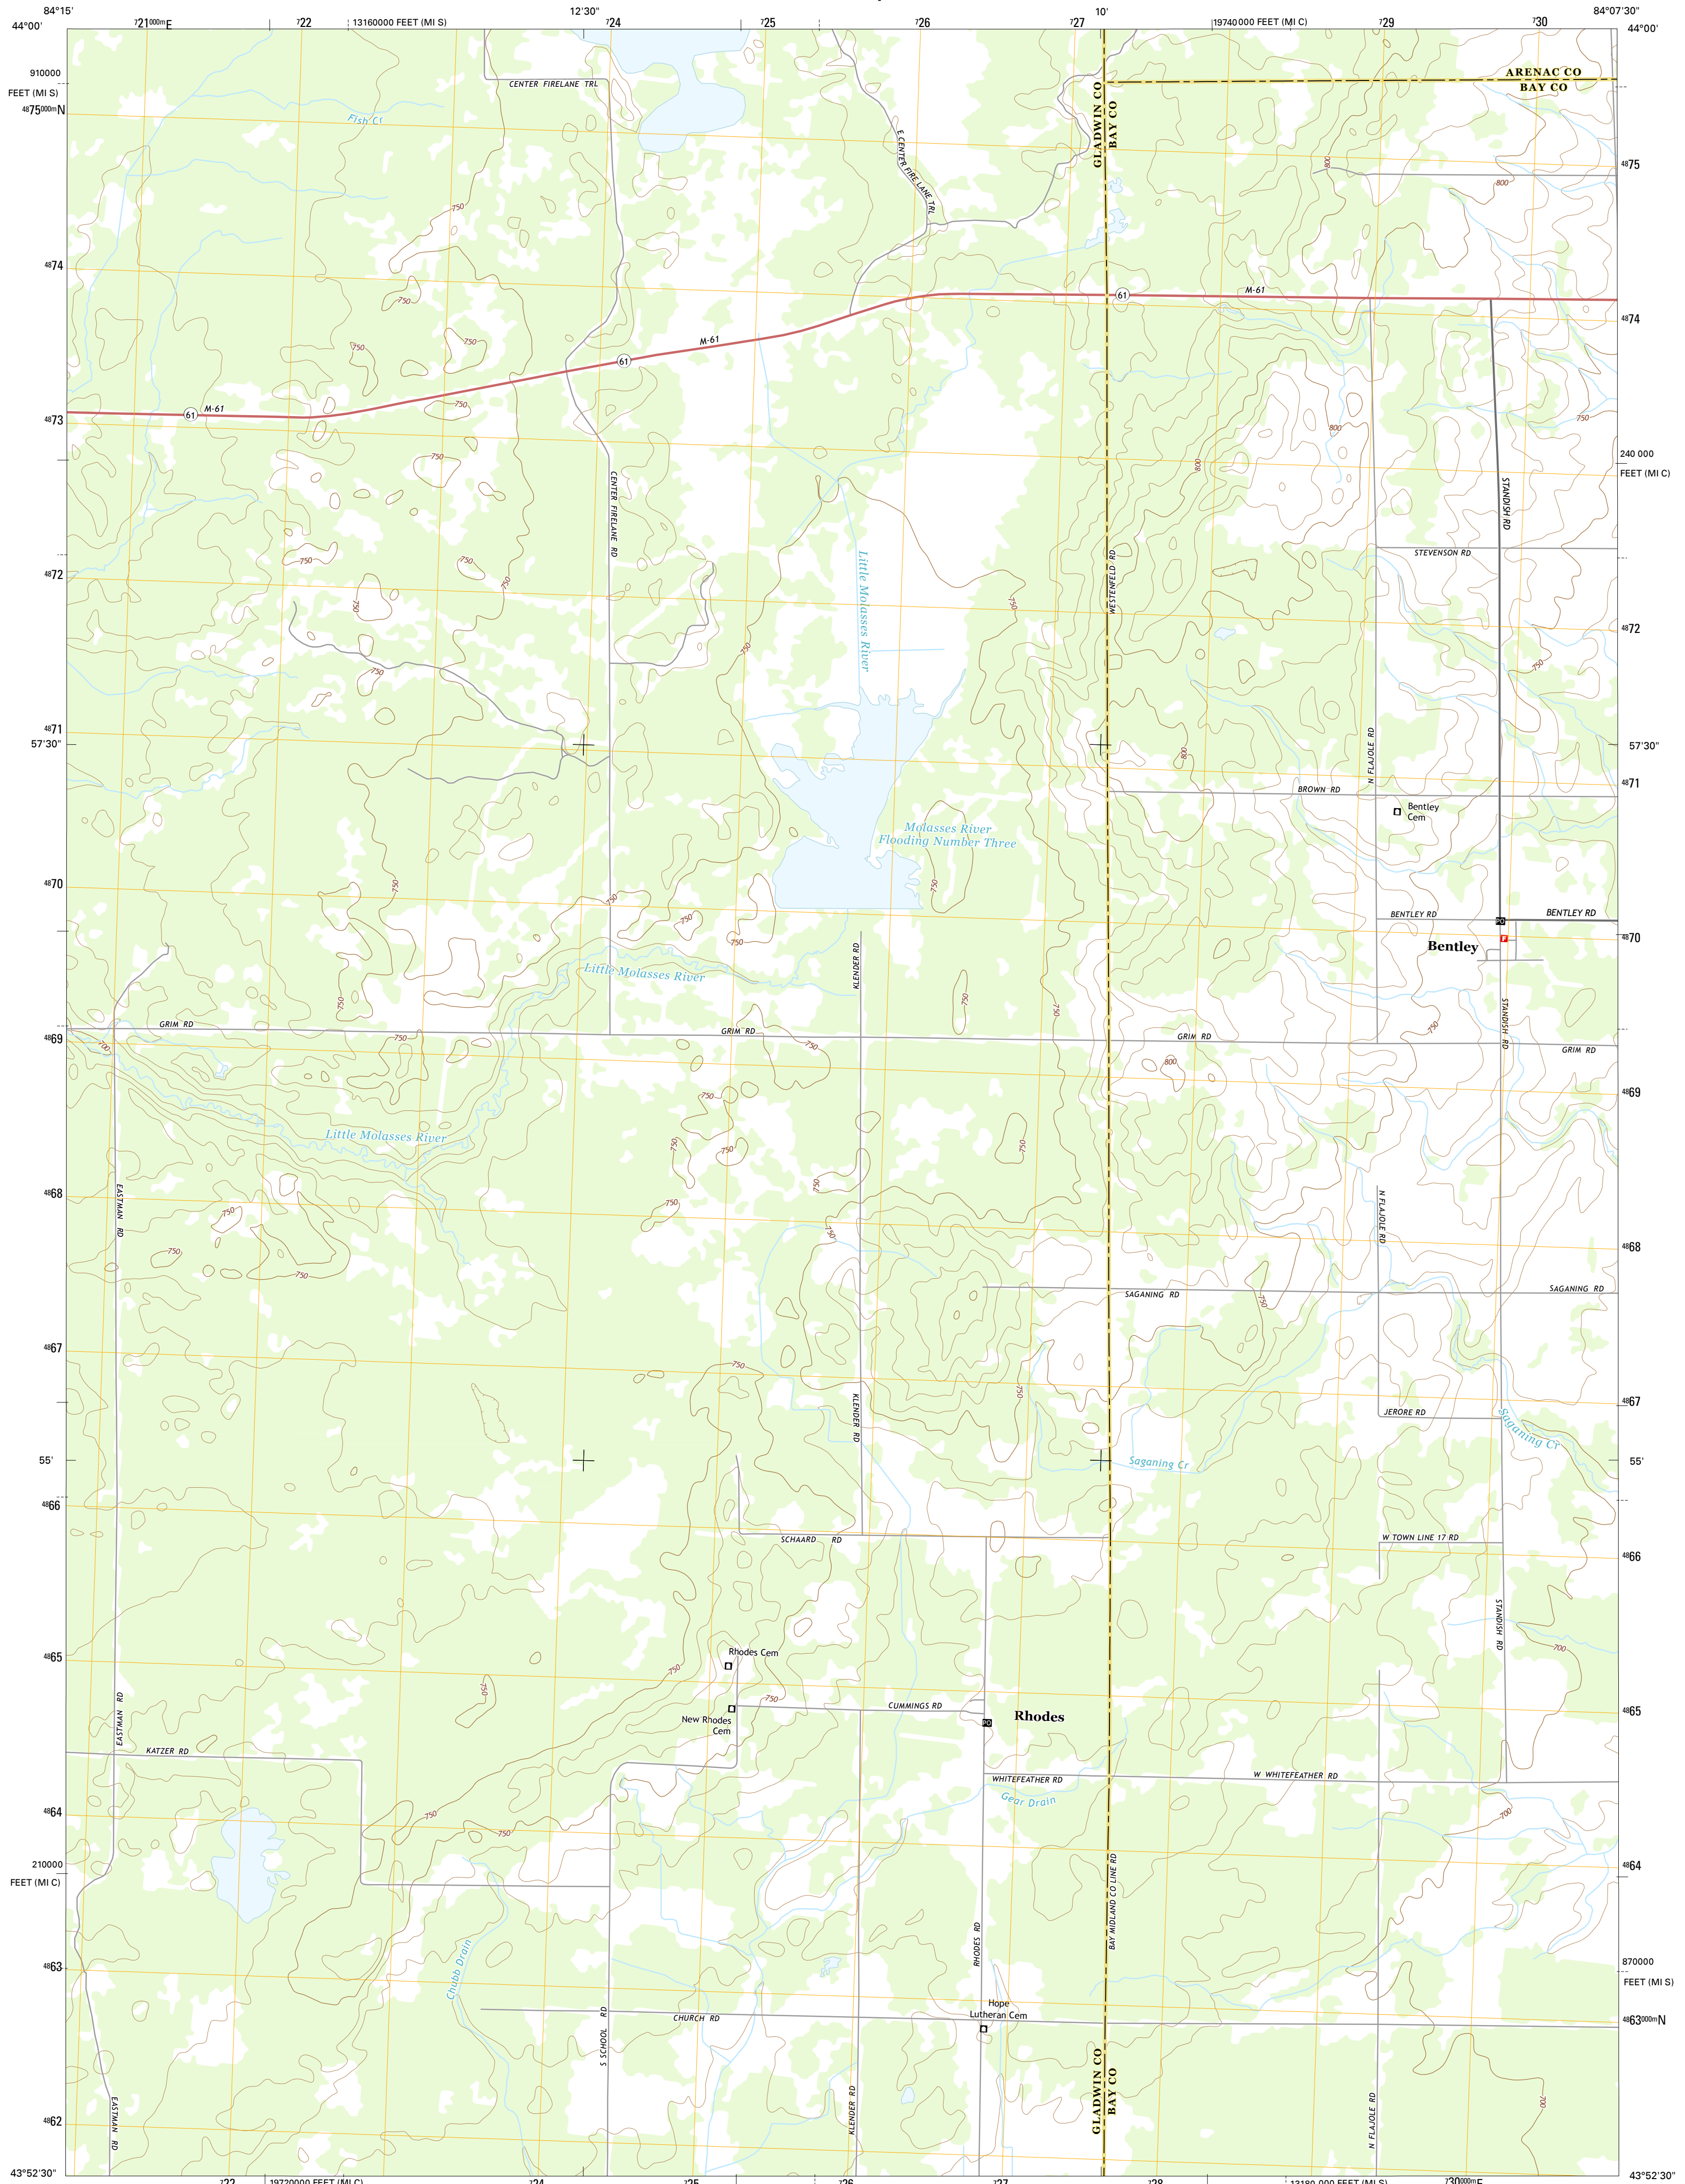 84°15'
⁷21⁰⁰⁰ᵐE
⁷22
13160000 FEET (MI S)
12'30"
⁷24
⁷25
⁷26
⁷27
10'
19740000 FEET (MI C)
⁷29
⁷30
84°07'30"
44°00'
44°00'
910000
FEET (MI S)
⁴⁸75⁰⁰⁰ᵐN
CENTER FIRELANE TRL
Fish Cr
E CENTER FIRE LANE TRL
GLADWIN CO
BAY CO
ARENAC CO
BAY CO
800
800
⁴⁸75
750
⁴⁸74
750
61
M-61
⁴⁸74
750
750
M-61
61
61
M-61
750
⁴⁸73
750
800
800
750
240 000
FEET (MI C)
CENTER FIRELANE RD
STANDISH RD
750
750
750
⁴⁸72
Little Molasses River
WESTENFELD RD
STEVENSON RD
750
750
750
750
750
⁴⁸72
⁴⁸71
57'30"
800
N FLAJOLE RD
57'30"
⁴⁸71
BROWN RD
Bentley
Cem
Molasses River
Flooding Number Three
⁴⁸70
750
750
750
750
750
BENTLEY RD
PO
BENTLEY RD
F
Bentley
⁴⁸70
KLENDER RD
Little Molasses River
750
750
750
750
STANDISH RD
GRIM RD
GRIM RD
GRIM RD
GRIM RD
⁴⁸69
700
750
750
800
⁴⁸69
750
Little Molasses River
750
750
750
⁴⁸68
EASTMAN RD
750
750
750
750
N FLAJOLE RD
750
750
⁴⁸68
SAGANING RD
SAGANING RD
750
⁴⁸67
750
750
KLENDER RD
⁴⁸67
JERORE RD
Saganing Cr
55'
Saganing Cr
55'
⁴⁸66
SCHAARD RD
W TOWN LINE 17 RD
⁴⁸66
STANDISH RD
700
⁴⁸65
Rhodes Cem
750
750
750
CUMMINGS RD
New Rhodes
Cem
PO
Rhodes
⁴⁸65
EASTMAN RD
KATZER RD
WHITEFEATHER RD
W WHITEFEATHER RD
Gear Drain
⁴⁸64
750
750
700
210000
FEET (MI C)
⁴⁸64
BAY MIDLAND CO LINE RD
Chubb Drain
RHODES RD
⁴⁸63
870000
FEET (MI S)
Hope
Lutheran Cem
S SCHOOL RD
CHURCH RD
⁴⁸63⁰⁰⁰ᵐN
GLADWIN CO
BAY CO
EASTMAN RD
KLENDER RD
N FLAJOLE RD
700
⁴⁸62
43°52'30"
⁷22
19720000 FEET (MI C)
⁷24
⁷25
⁷26
⁷27
⁷28
13180 000 FEET (MI S)
⁷30⁰⁰⁰ᵐE
43°52'30"